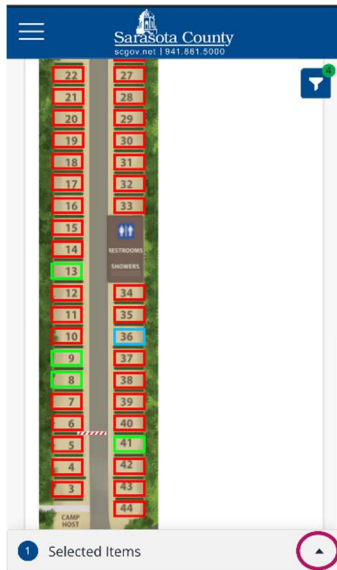 Sarasota County
scgov.net | 941.861.5000
4
22 27
21 28
20 29
19 30
18 31
17 32
16 33
15
14 RESTROOMS
13 SHOWERS
12 34
11 35
10 36
9 37
8 38
7 39
6 40
5 41
4 42
3 43
44
CAMP
HOST
1 Selected Items